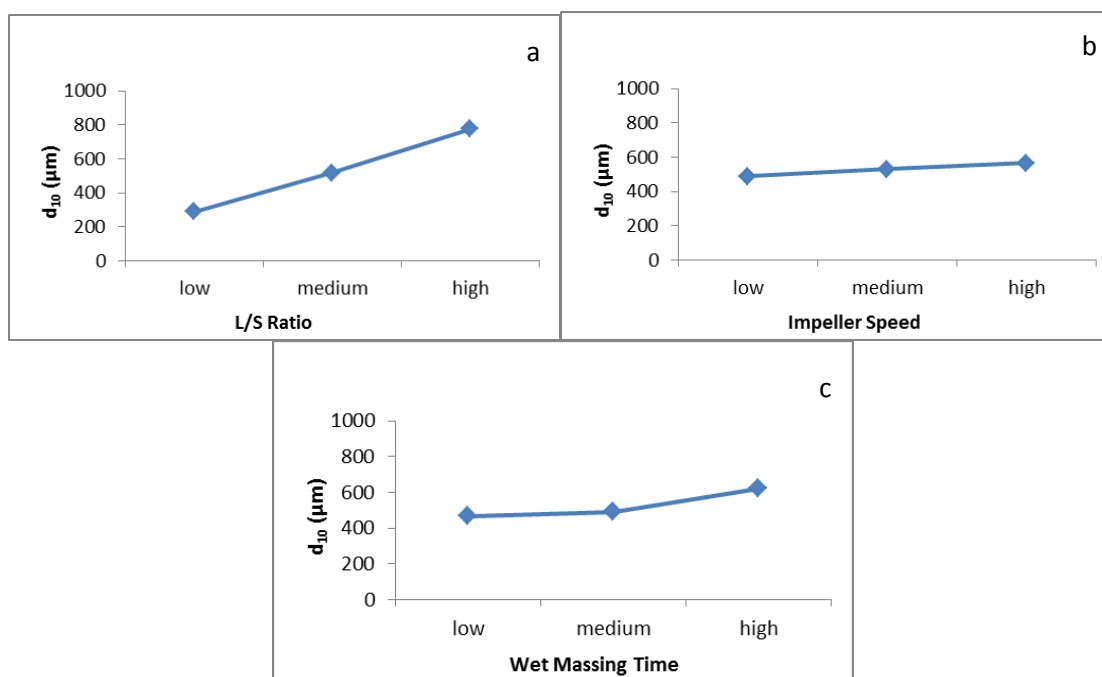 a
1000
800
600
400
200
0
d₁₀ (µm)
low medium high
L/S Ratio
b
1000
800
600
400
200
0
d₁₀ (µm)
low medium high
Impeller Speed
c
1000
800
600
400
200
0
d₁₀ (µm)
low medium high
Wet Massing Time